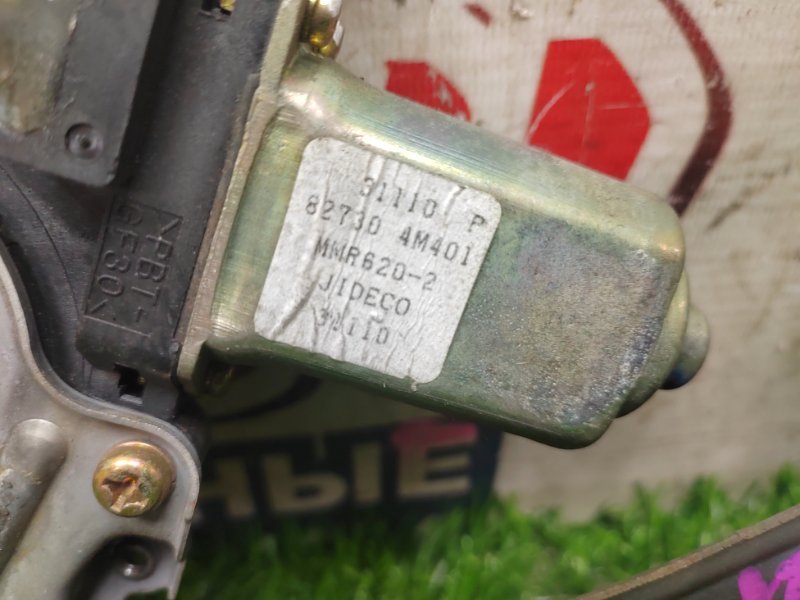 31110 P
82730 4M401
MMR620-2
JIDECO
31110
>PBT-
GF30<
НЫЕ